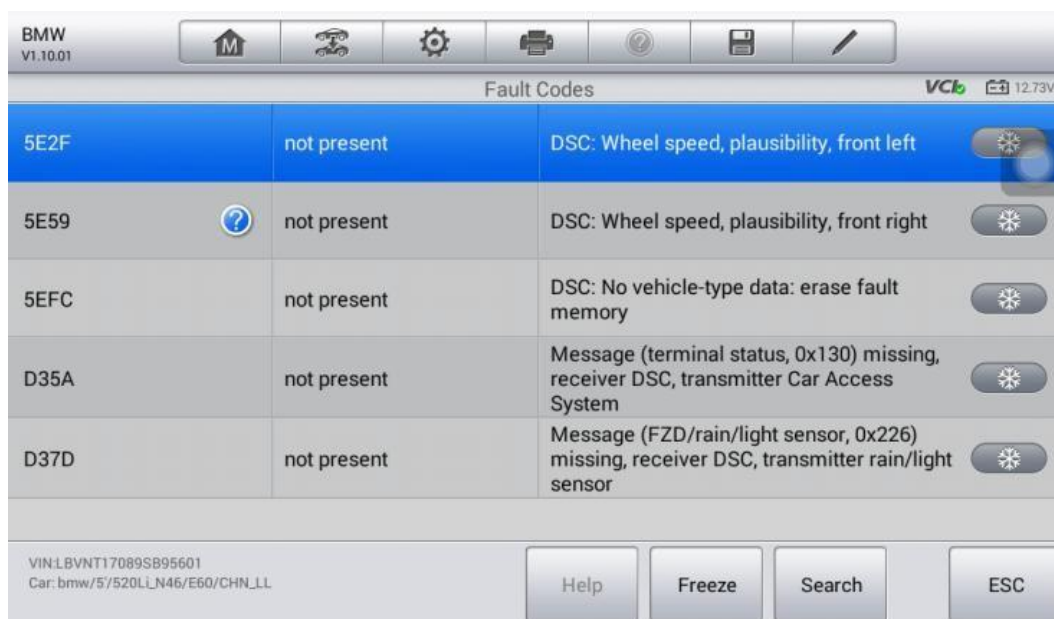 BMW
V1.10.01
M
Fault Codes
VCI
12.73V
5E2F
not present
DSC: Wheel speed, plausibility, front left
5E59
?
not present
DSC: Wheel speed, plausibility, front right
5EFC
not present
DSC: No vehicle-type data: erase fault
memory
D35A
not present
Message (terminal status, 0x130) missing,
receiver DSC, transmitter Car Access
System
D37D
not present
Message (FZD/rain/light sensor, 0x226)
missing, receiver DSC, transmitter rain/light
sensor
VIN:LBVNT17089SB95601
Car: bmw/5'/520Li_N46/E60/CHN_LL
Help
Freeze
Search
ESC